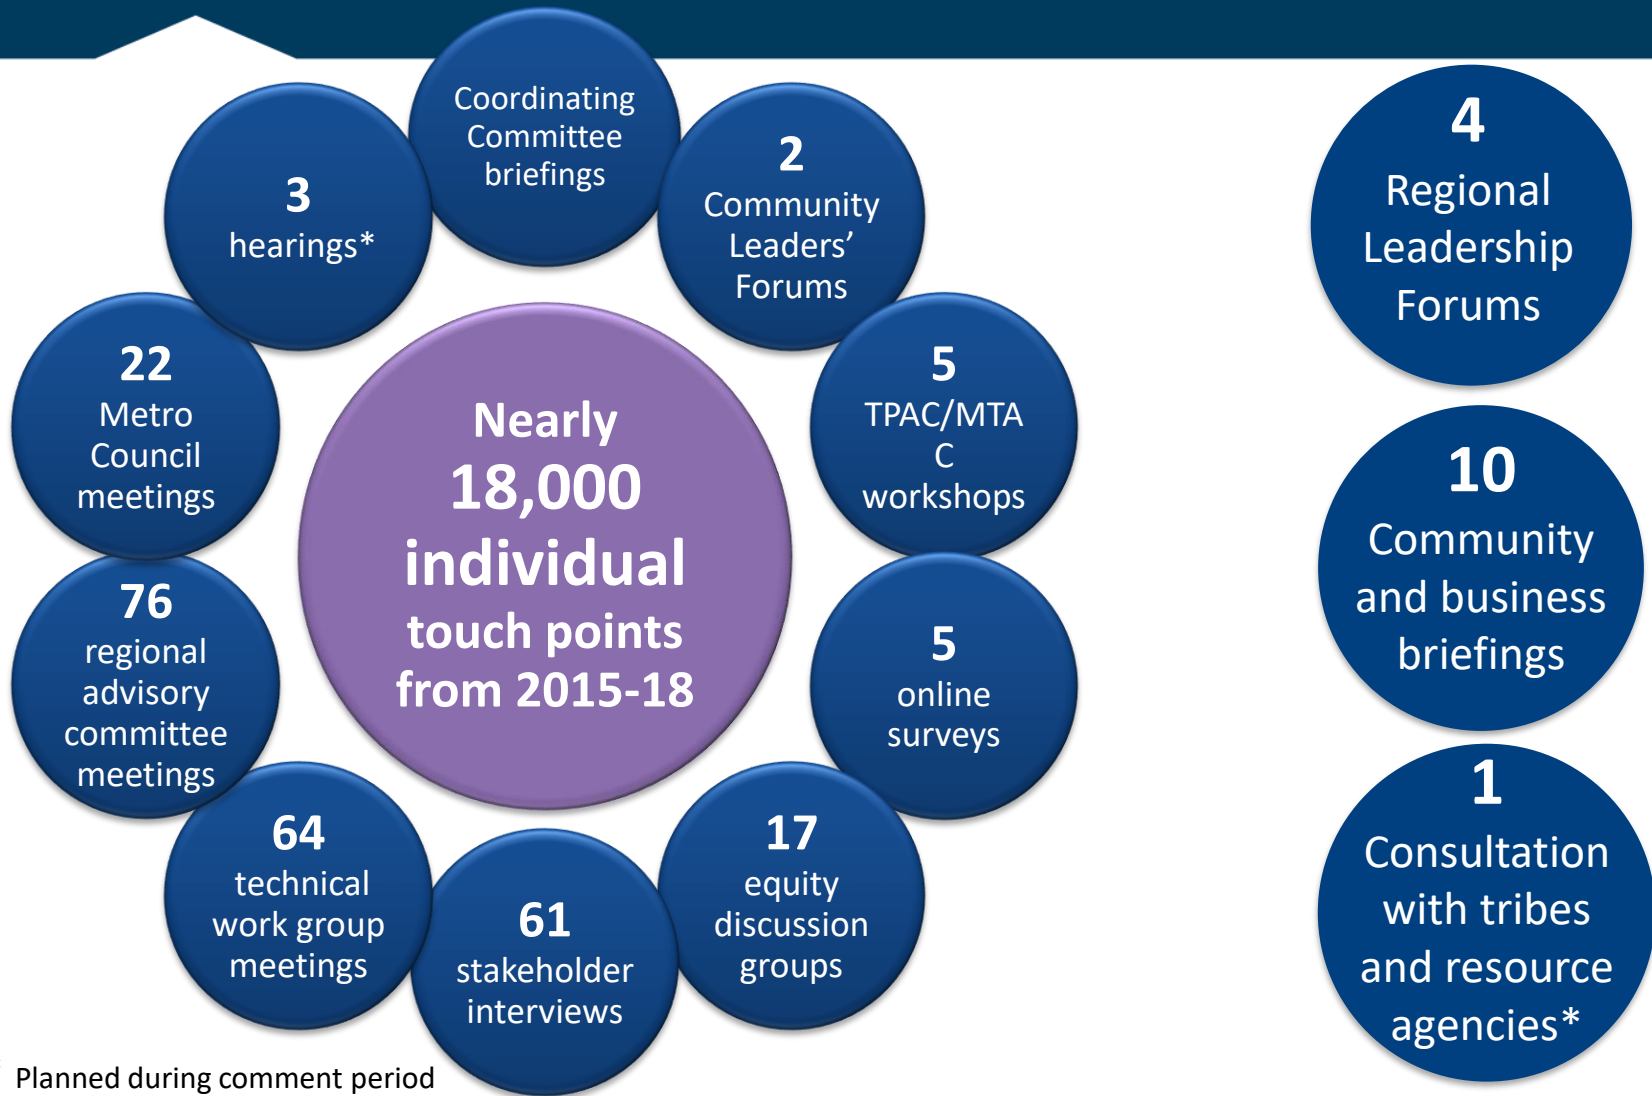 Coordinating
Committee
briefings
2
Community
Leaders’
Forums
5
TPAC/MTA
C
workshops
5
online
surveys
17
equity
discussion
groups
61
stakeholder
interviews
64
technical
work group
meetings
76
regional
advisory
committee
meetings
22
Metro
Council
meetings
3
hearings*
Nearly
18,000
individual
touch points
from 2015-18
4
Regional
Leadership
Forums
10
Community
and business
briefings
1
Consultation
with tribes
and resource
agencies*
* Planned during comment period